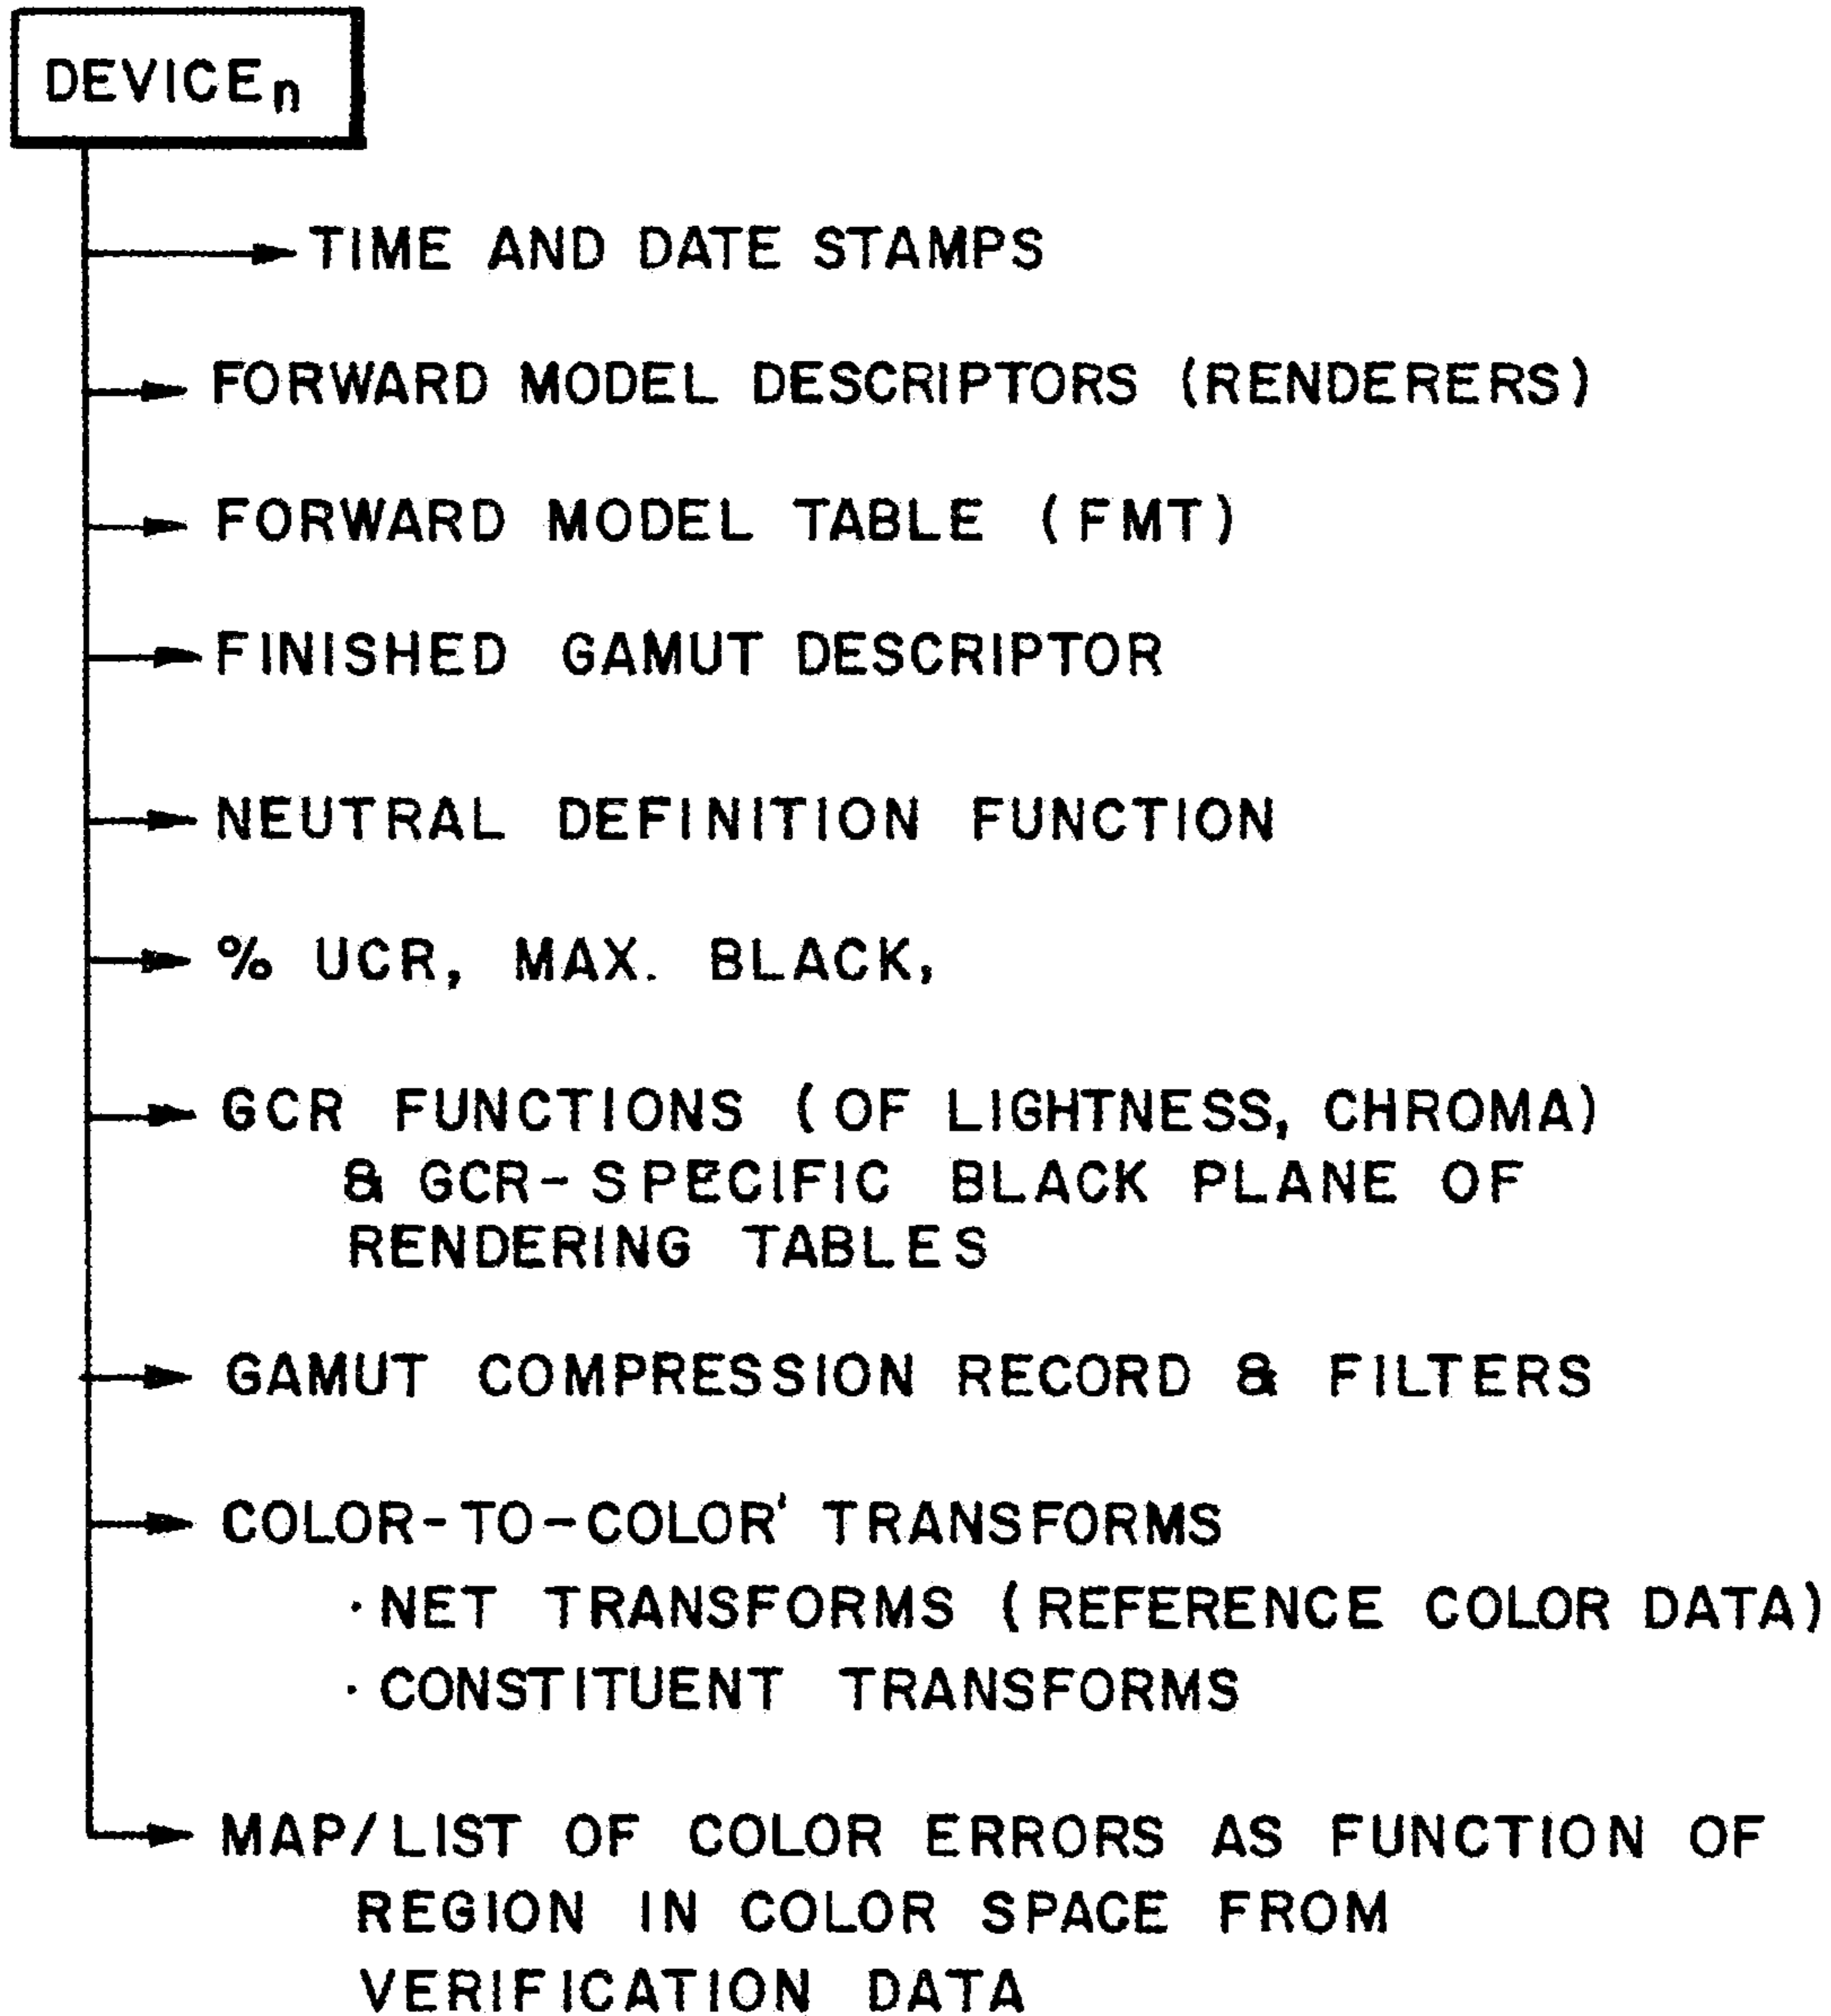 DEVICEn
TIME AND DATE STAMPS
FORWARD MODEL DESCRIPTORS (RENDERERS)
FORWARD MODEL TABLE (FMT)
FINISHED GAMUT DESCRIPTOR
NEUTRAL DEFINITION FUNCTION
% UCR, MAX. BLACK,
GCR FUNCTIONS (OF LIGHTNESS, CHROMA)
& GCR-SPECIFIC BLACK PLANE OF
RENDERING TABLES
GAMUT COMPRESSION RECORD & FILTERS
COLOR-TO-COLOR' TRANSFORMS
· NET TRANSFORMS (REFERENCE COLOR DATA)
· CONSTITUENT TRANSFORMS
MAP/LIST OF COLOR ERRORS AS FUNCTION OF
REGION IN COLOR SPACE FROM
VERIFICATION DATA